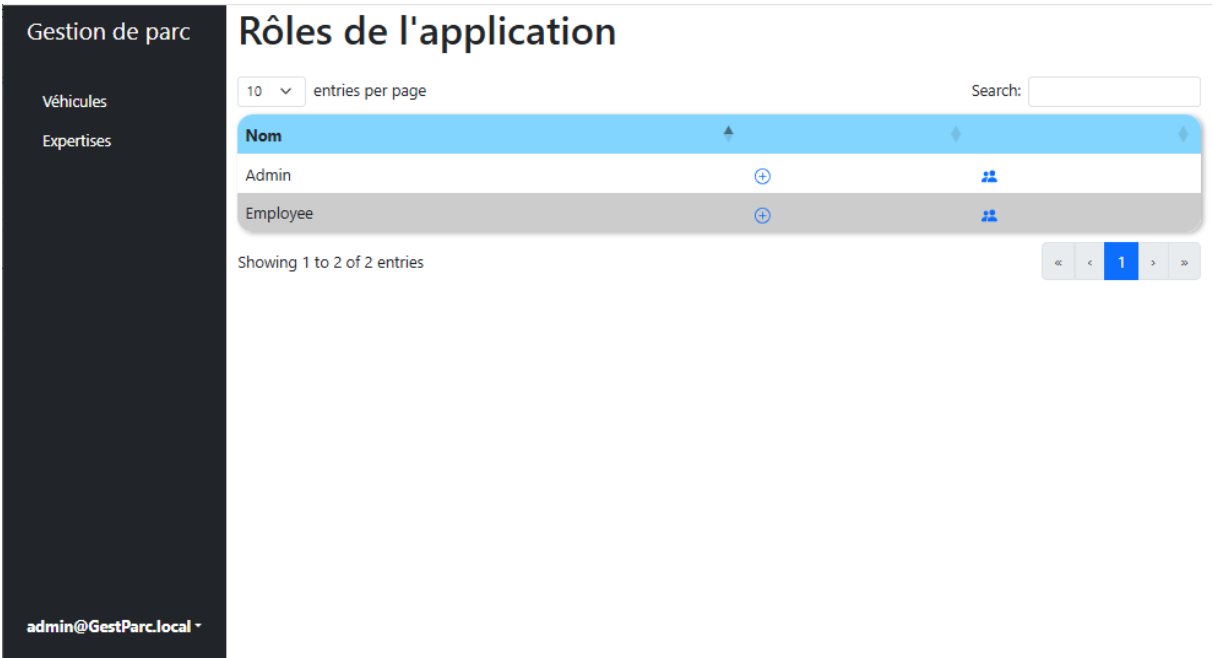 Gestion de parc
Rôles de l'application
Véhicules
Expertises
10 entries per page
Search:
Nom
Admin
Employee
Showing 1 to 2 of 2 entries
« ‹ 1 › »
admin@GestParc.local